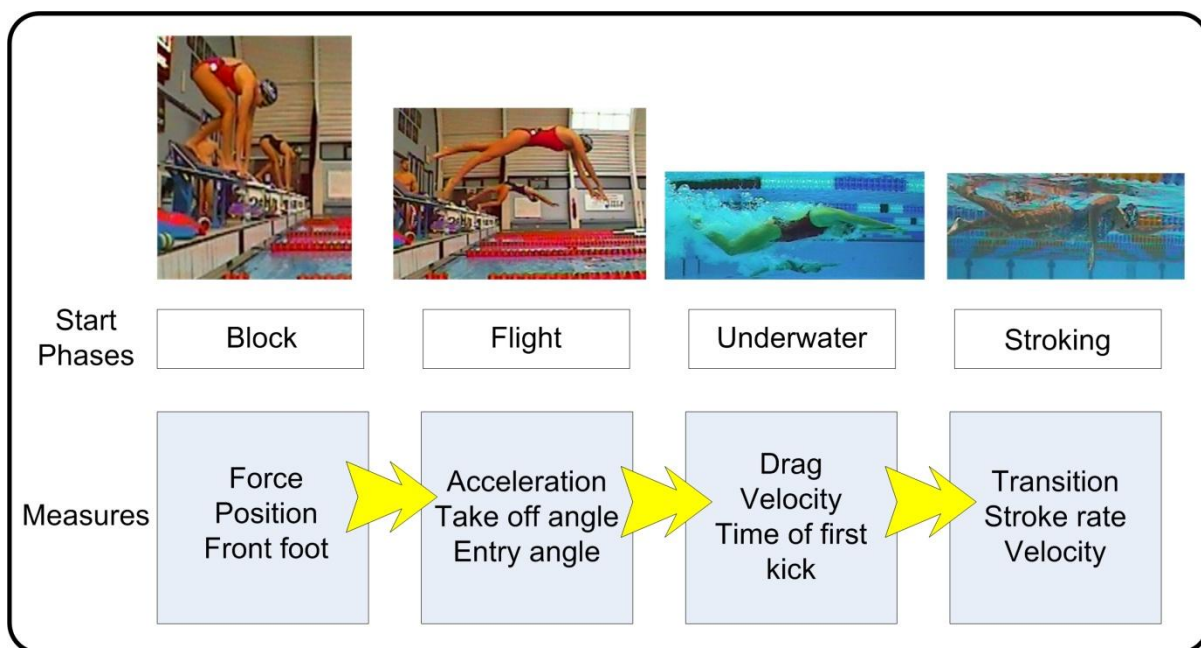 Start
Phases
Block
Flight
Underwater
Stroking
Measures
Force
Position
Front foot
Acceleration
Take off angle
Entry angle
Drag
Velocity
Time of first
kick
Transition
Stroke rate
Velocity